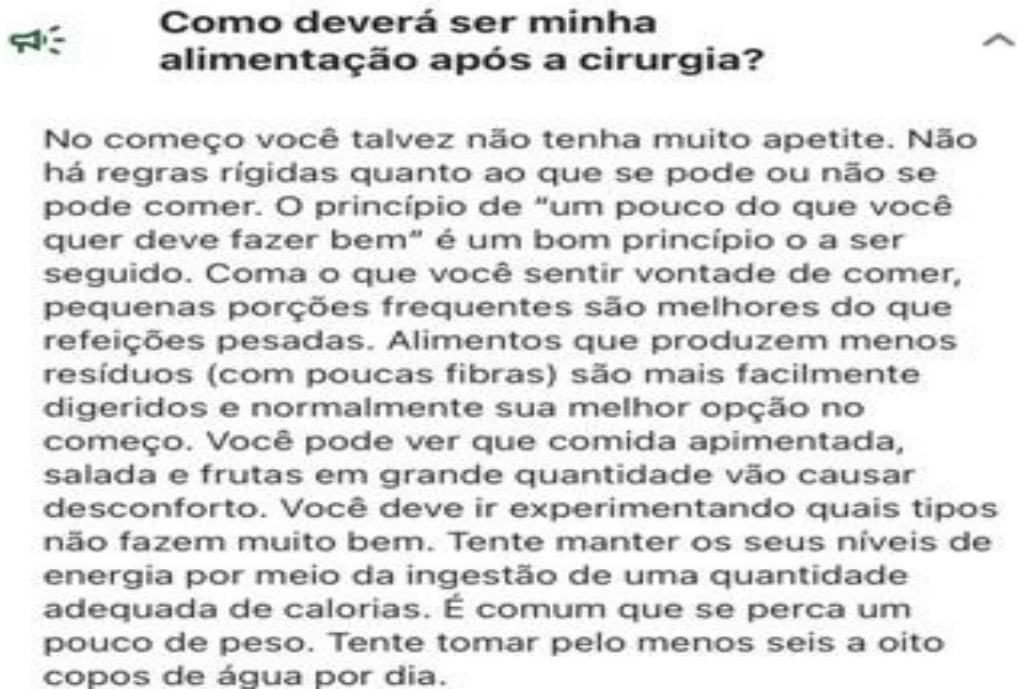 Como deverá ser minha
alimentação após a cirurgia?
No começo você talvez não tenha muito apetite. Não
há regras rígidas quanto ao que se pode ou não se
pode comer. O princípio de "um pouco do que você
quer deve fazer bem" é um bom princípio o a ser
seguido. Coma o que você sentir vontade de comer,
pequenas porções frequentes são melhores do que
refeições pesadas. Alimentos que produzem menos
resíduos (com poucas fibras) são mais facilmente
digeridos e normalmente sua melhor opção no
começo. Você pode ver que comida apimentada,
salada e frutas em grande quantidade vão causar
desconforto. Você deve ir experimentando quais tipos
não fazem muito bem. Tente manter os seus níveis de
energia por meio da ingestão de uma quantidade
adequada de calorias. É comum que se perca um
pouco de peso. Tente tomar pelo menos seis a oito
copos de água por dia.